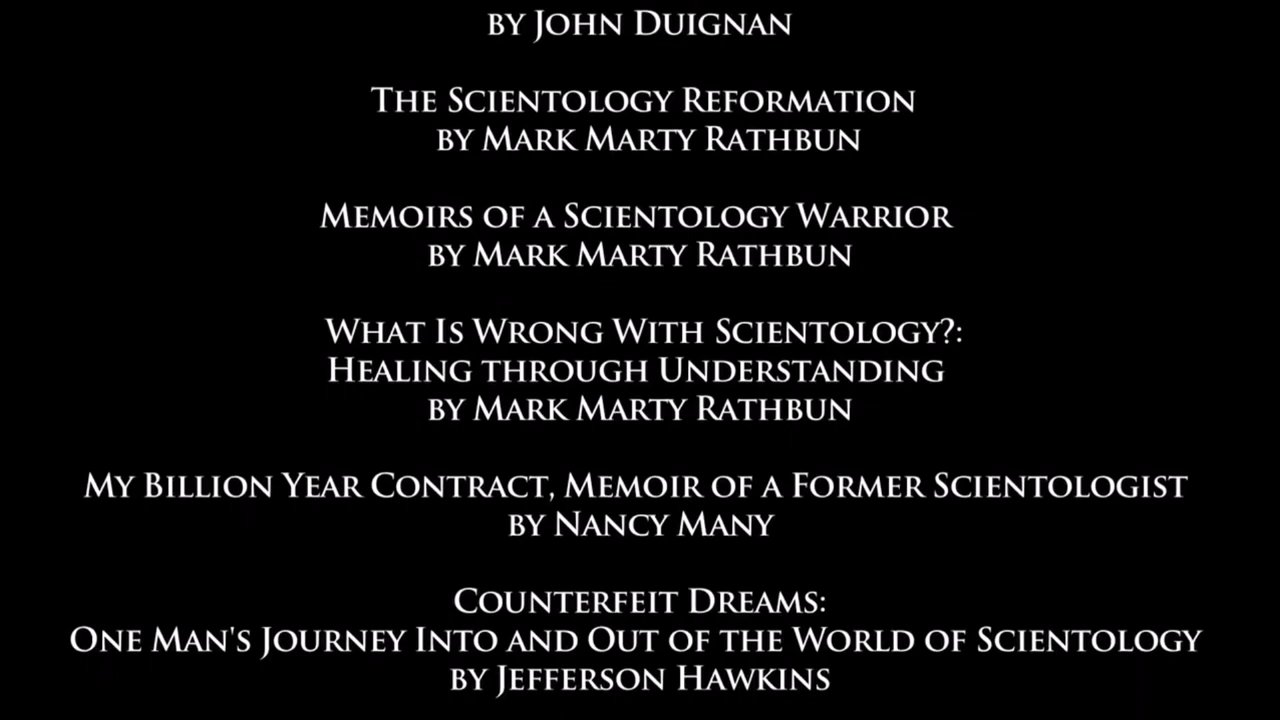 by John Duignan
The Scientology Reformation
by Mark Marty Rathbun
Memoirs of a Scientology Warrior
by Mark Marty Rathbun
What Is Wrong With Scientology?:
Healing through Understanding
by Mark Marty Rathbun
My Billion Year Contract, Memoir of a Former Scientologist
by Nancy Many
Counterfeit Dreams:
One Man's Journey Into and Out of the World of Scientology
by Jefferson Hawkins